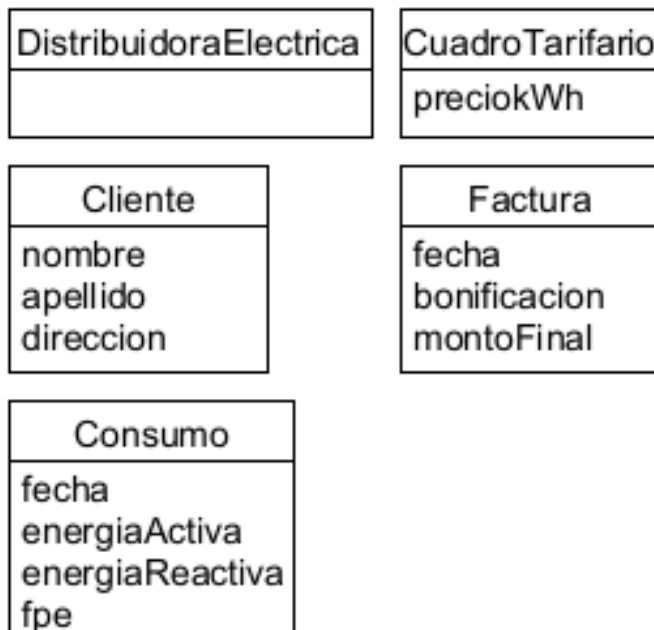 DistribuidoraElectrica
CuadroTarifario
preciokWh
Cliente
nombre
apellido
direccion
Factura
fecha
bonificacion
montoFinal
Consumo
fecha
energiaActiva
energiaReactiva
fpe